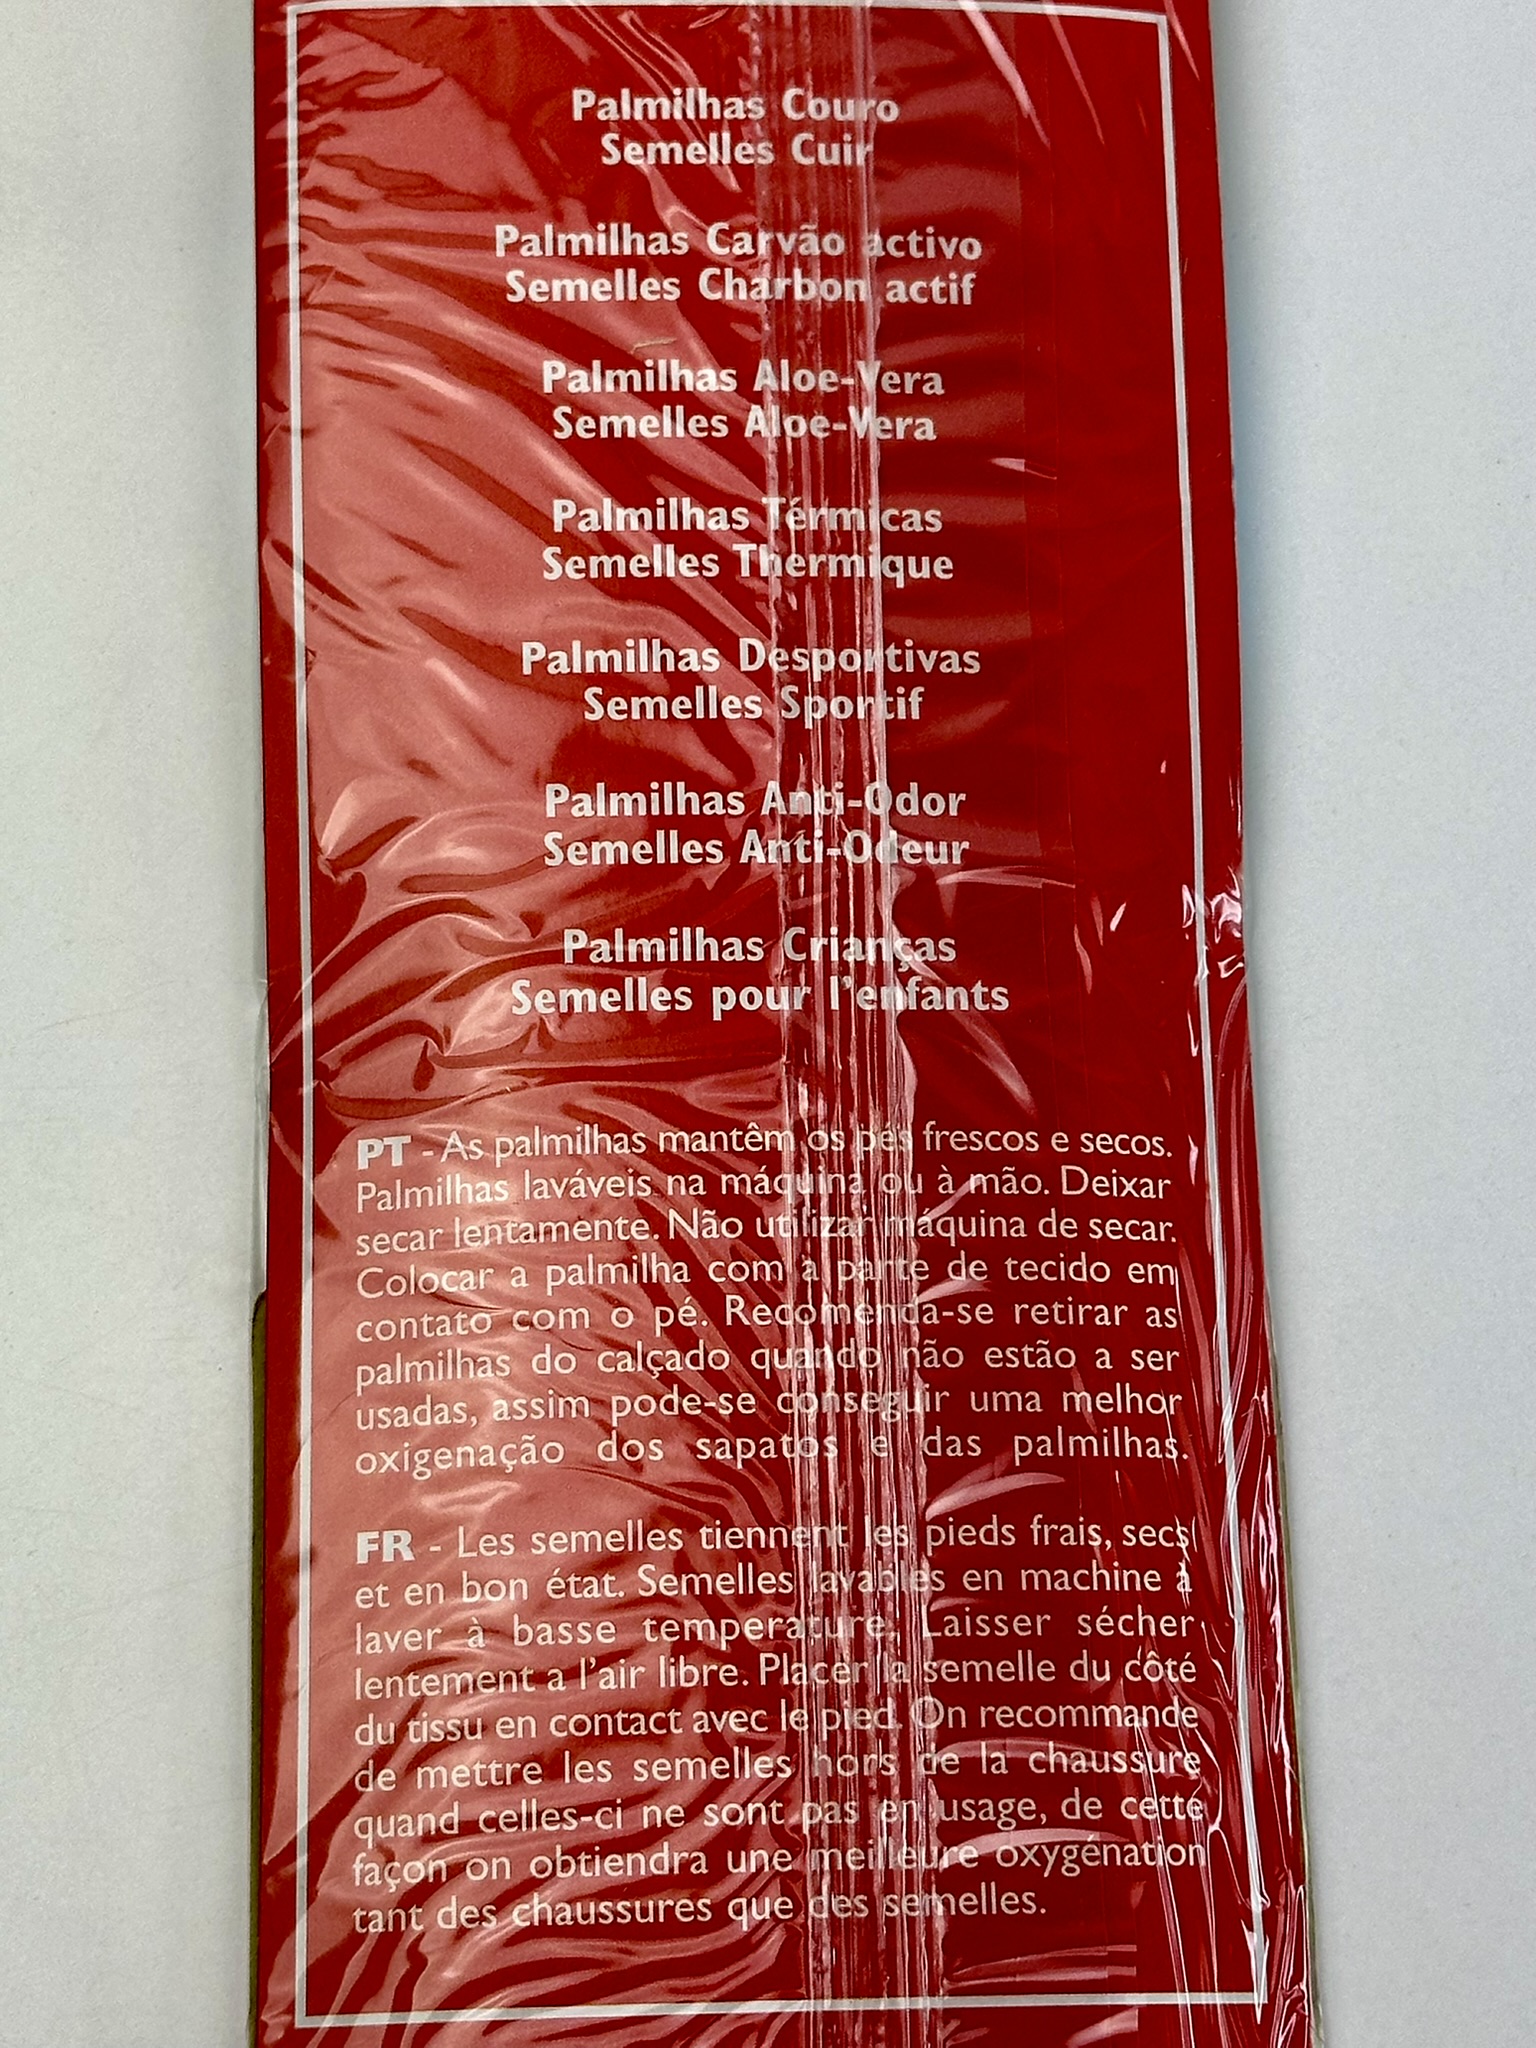 Palmilhas Couro
Semelles Cuir
Palmilhas Carvão activo
Semelles Charbon actif
Palmilhas Aloe-Vera
Semelles Aloe-Vera
Palmilhas Térmicas
Semelles Thermique
Palmilhas Desportivas
Semelles Sportif
Palmilhas Anti-Odor
Semelles Anti-Odeur
Palmilhas Crianças
Semelles pour l'enfants
PT - As palmilhas mantêm os pés frescos e secos.
Palmilhas laváveis na máquina ou à mão. Deixar
secar lentamente. Não utilizar máquina de secar.
Colocar a palmilha com a parte de tecido em
contato com o pé. Recomenda-se retirar as
palmilhas do calçado quando não estão a ser
usadas, assim pode-se conseguir uma melhor
oxigenação dos sapatos e das palmilhas.
FR - Les semelles tiennent les pieds frais, secs
et en bon état. Semelles lavables en machine à
laver à basse temperature. Laisser sécher
lentement a l'air libre. Placer la semelle du côté
du tissu en contact avec le pied. On recommande
de mettre les semelles hors de la chaussure
quand celles-ci ne sont pas en usage, de cette
façon on obtiendra une meilleure oxygénation
tant des chaussures que des semelles.